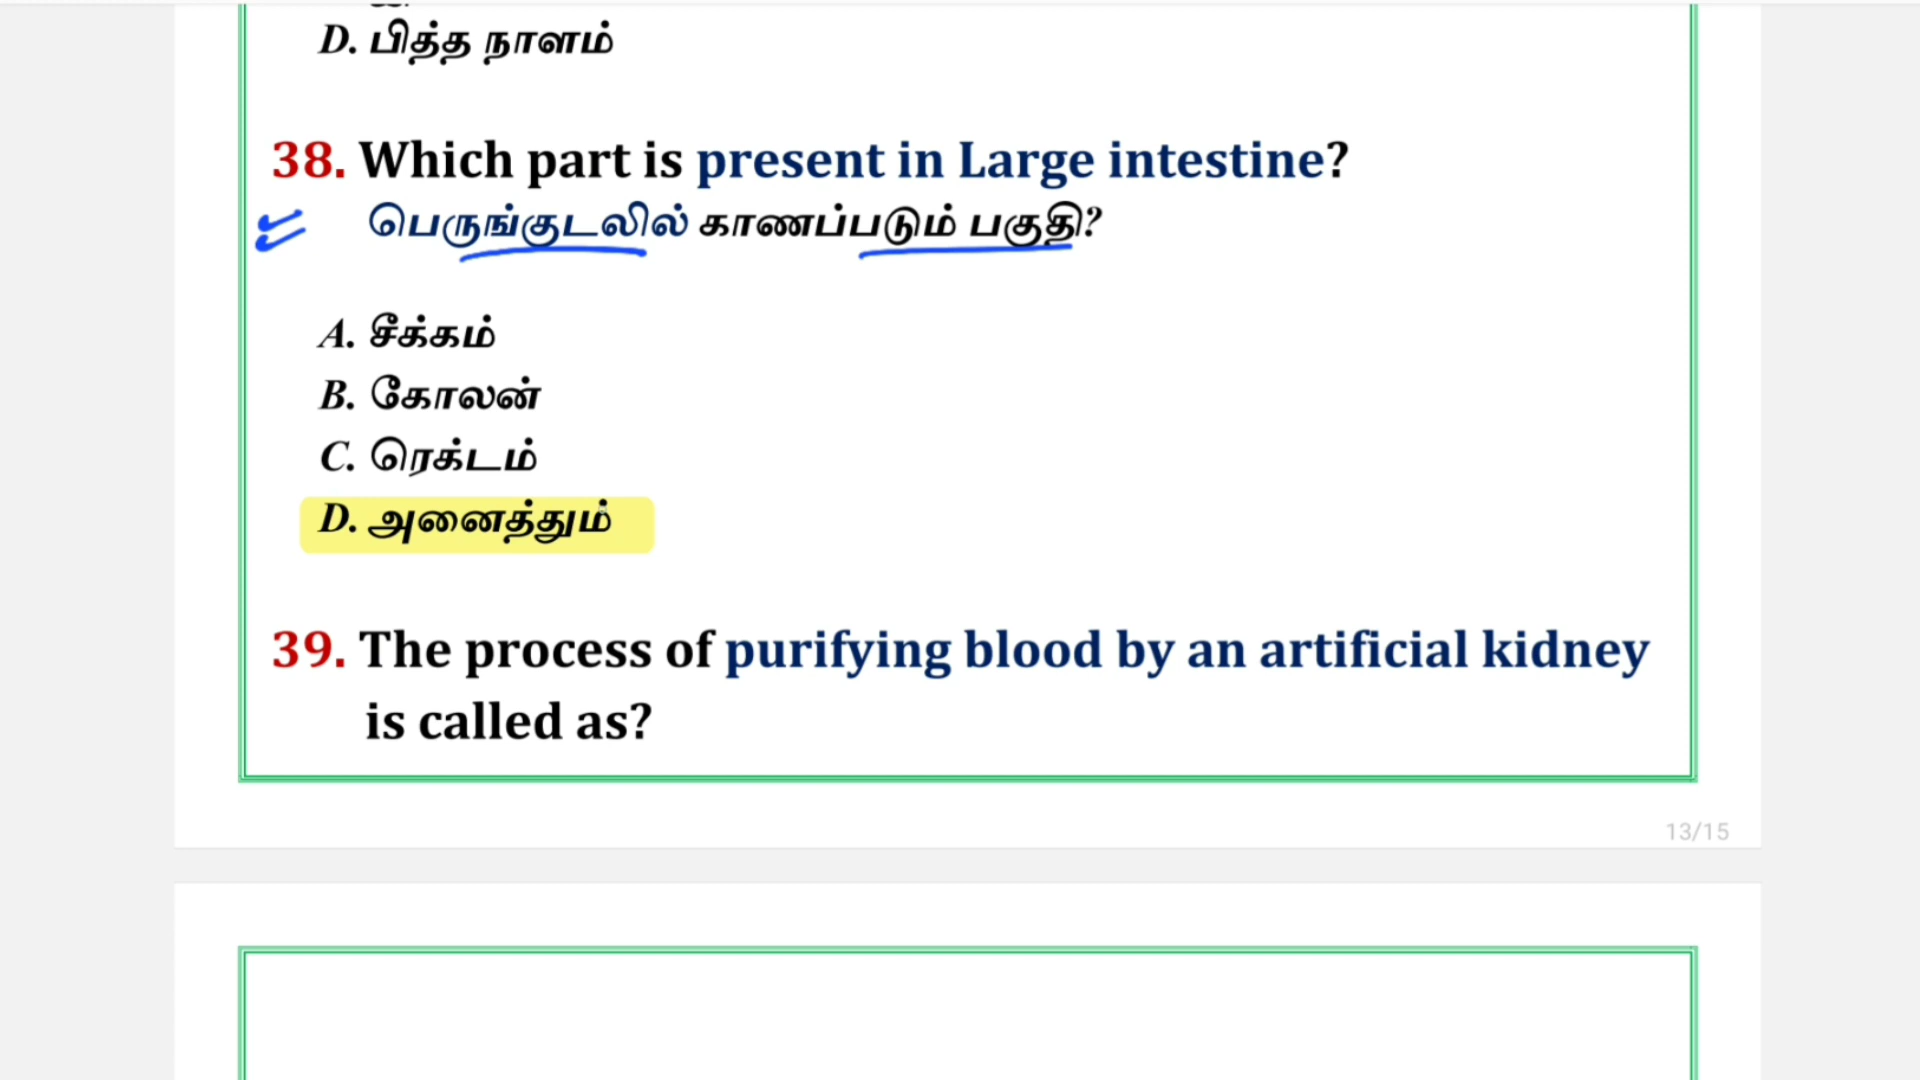 D. பித்த நாளம்
38. Which part is present in Large intestine?
பெருங்குடலில் காணப்படும் பகுதி?
A. சீக்கம்
B. கோலன்
C. ரெக்டம்
D. அனைத்தும்
39. The process of purifying blood by an artificial kidney
is called as?
13/15